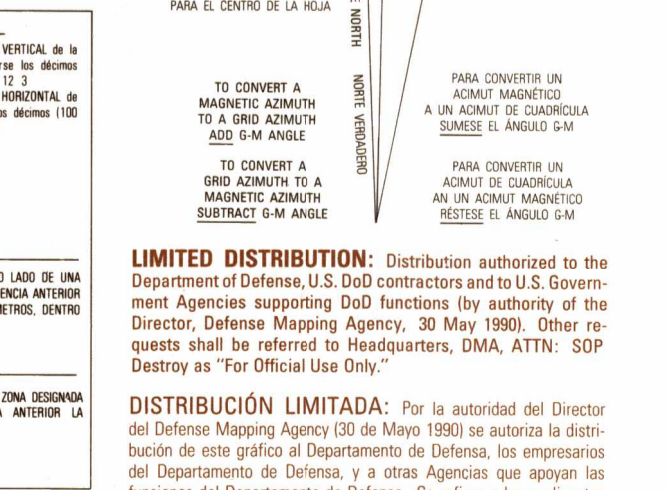 PARA EL CENTRO DE LA HOJA
VERTICAL de la
rse los décimos
12 3
HORIZONTAL de
os décimos (100
NORTH
NORTE VERDADERO
TO CONVERT A
MAGNETIC AZIMUTH
TO A GRID AZIMUTH
ADD G-M ANGLE
TO CONVERT A
GRID AZIMUTH TO A
MAGNETIC AZIMUTH
SUBTRACT G-M ANGLE
PARA CONVERTIR UN
ACIMUT MAGNÉTICO
A UN ACIMUT DE CUADRÍCULA
SUMESE EL ÁNGULO G-M
PARA CONVERTIR UN
ACIMUT DE CUADRÍCULA
AN UN ACIMUT MAGNÉTICO
RÉSTESE EL ÁNGULO G-M
O LADO DE UNA
ENCIA ANTERIOR
ETROS, DENTRO
ZONA DESIGNADA
ANTERIOR LA
LIMITED DISTRIBUTION: Distribution authorized to the
Department of Defense, U.S. DoD contractors and to U.S. Govern-
ment Agencies supporting DoD functions (by authority of the
Director, Defense Mapping Agency, 30 May 1990). Other re-
quests shall be referred to Headquarters, DMA, ATTN: SOP
Destroy as "For Official Use Only."
DISTRIBUCIÓN LIMITADA: Por la autoridad del Director
del Defense Mapping Agency (30 de Mayo 1990) se autoriza la distri-
bución de este gráfico al Departamento de Defensa, los empresarios
del Departamento de Defensa, y a otras Agencias que apoyan las